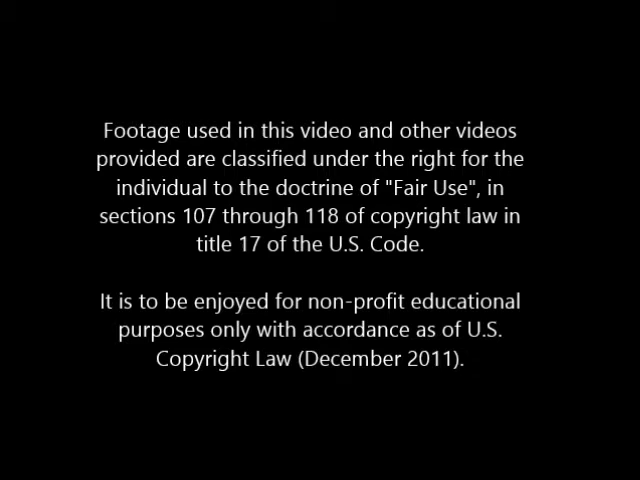 Footage used in this video and other videos
provided are classified under the right for the
individual to the doctrine of "Fair Use", in
sections 107 through 118 of copyright law in
title 17 of the U.S. Code.
It is to be enjoyed for non-profit educational
purposes only with accordance as of U.S.
Copyright Law (December 2011).